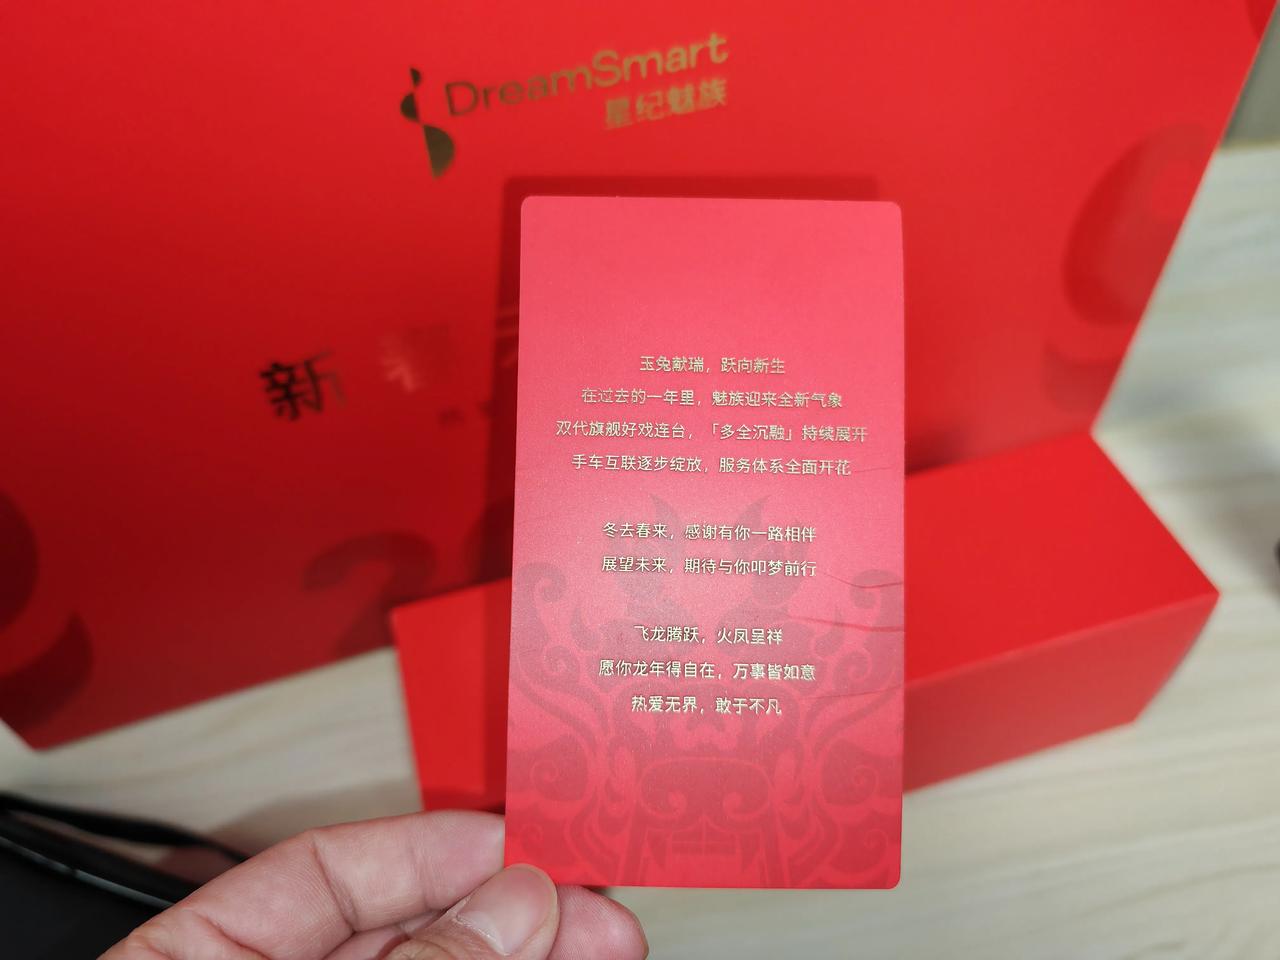 DreamSmart
星纪魅族
新
玉兔献瑞，跃向新生
在过去的一年里，魅族迎来全新气象
双代旗舰好戏连台，「多全沉融」持续展开
手车互联逐步绽放，服务体系全面开花
冬去春来，感谢有你一路相伴
展望未来，期待与你叩梦前行
飞龙腾跃，火凤呈祥
愿你龙年得自在，万事皆如意
热爱无界，敢于不凡